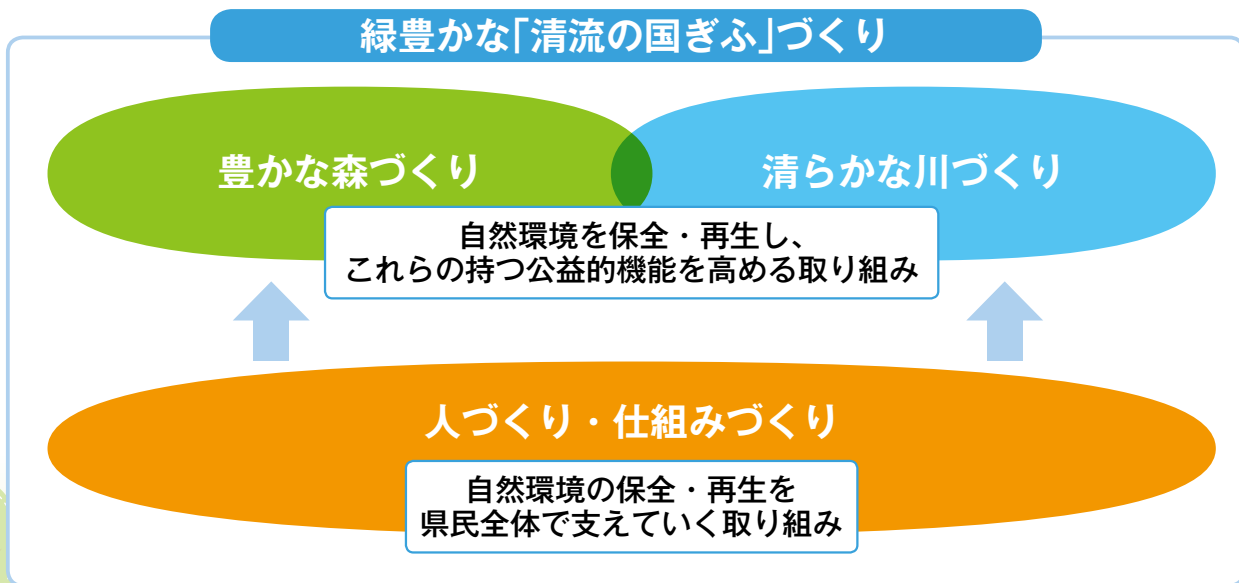 緑豊かな「清流の国ぎふ」づくり
豊かな森づくり
清らかな川づくり
自然環境を保全・再生し、
これらの持つ公益的機能を高める取り組み
人づくり・仕組みづくり
自然環境の保全・再生を
県民全体で支えていく取り組み